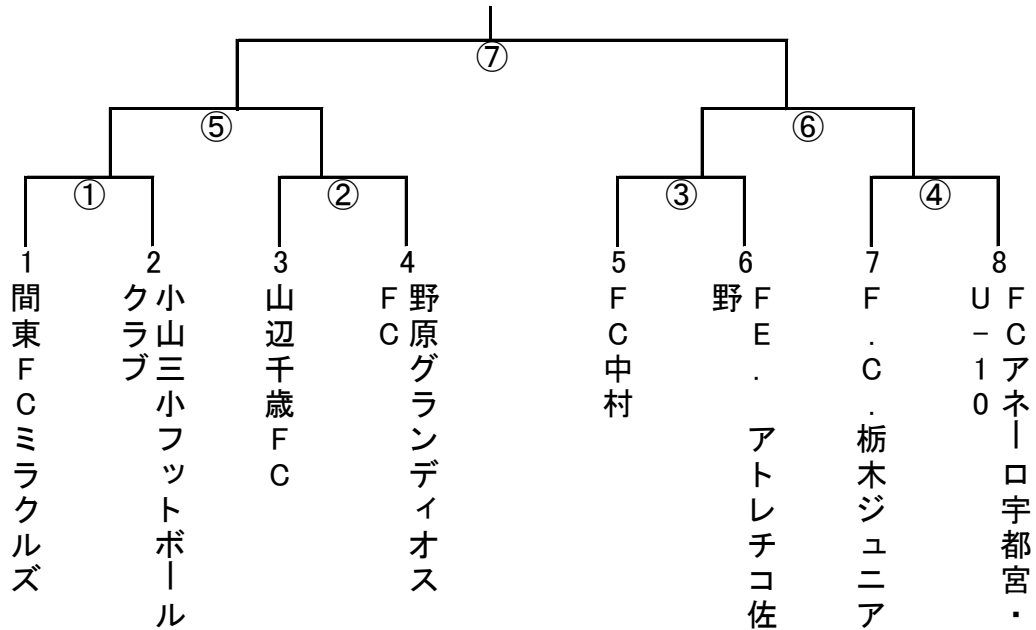 ⑦
⑤
⑥
①
②
③
④
1
2
3
4
5
6
7
8
間東FCミラクルズ
小山三小フットボール
クラブ
山辺千歳FC
野原グランディオス
FC
FC中村
FE．アトレチコ佐
野
F．C．栃木ジュニア
FCアネーロ宇都宮・
U－10